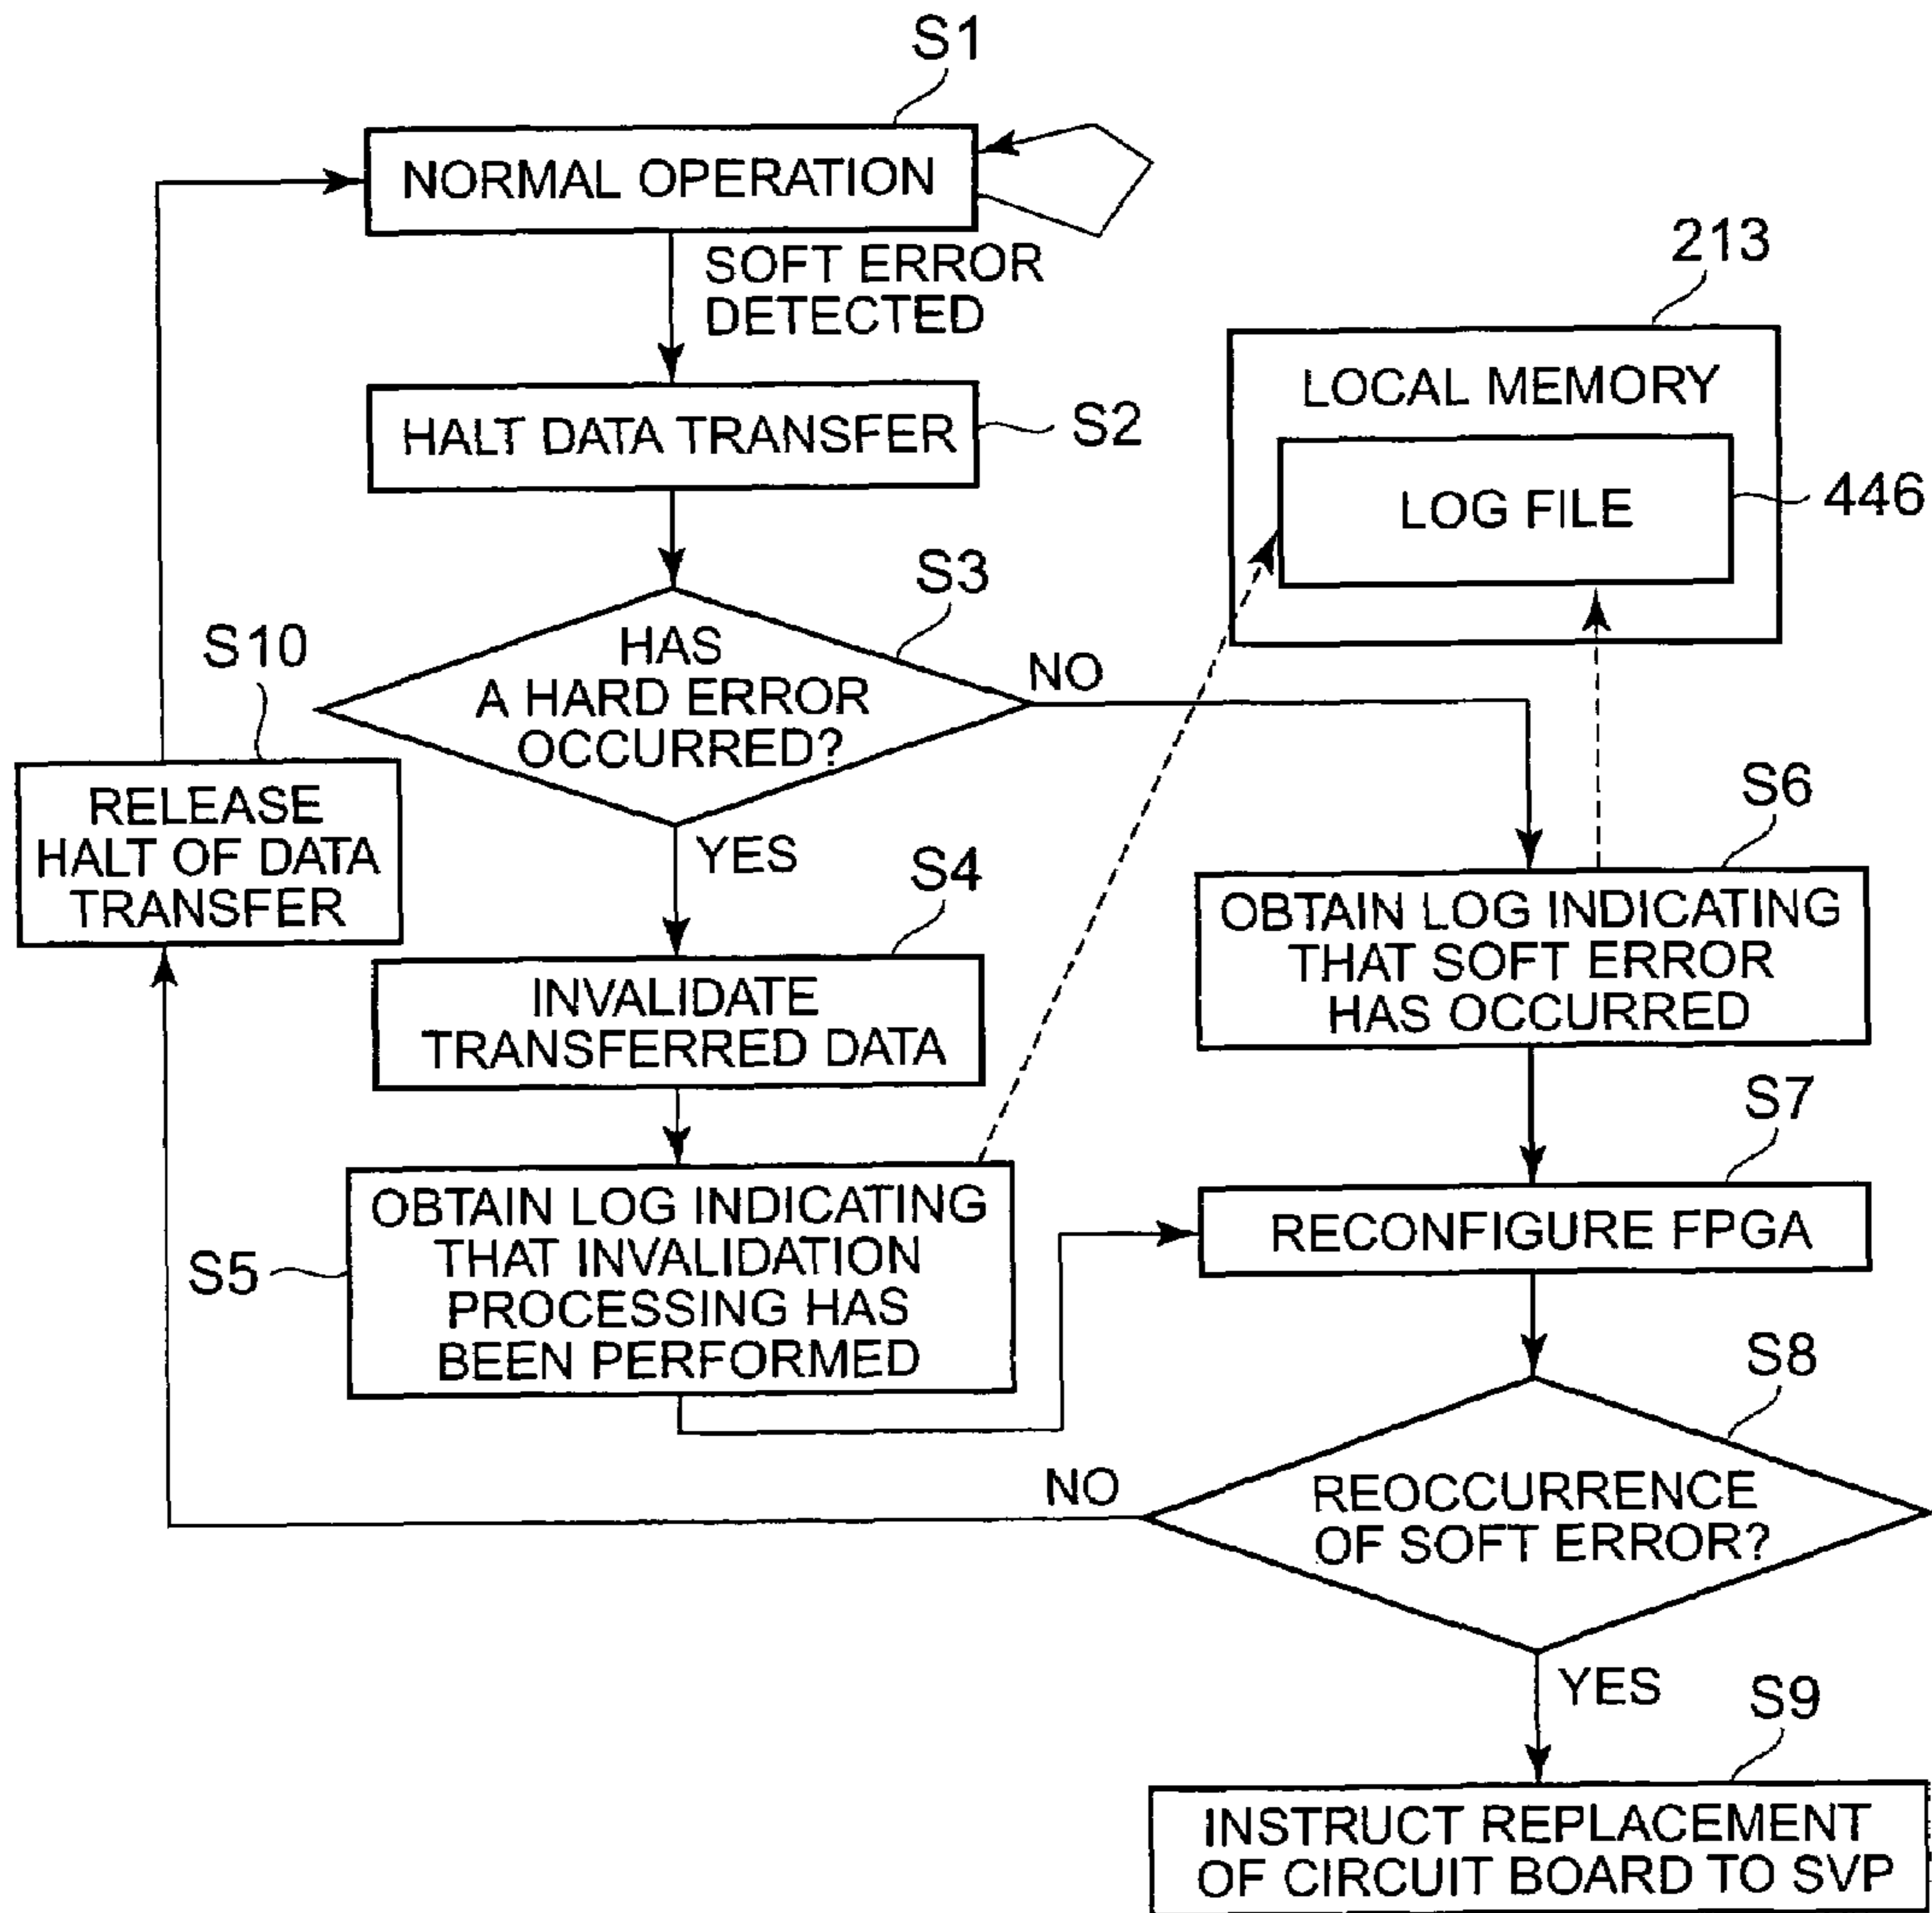 S1
NORMAL OPERATION
SOFT ERROR
DETECTED
213
LOCAL MEMORY
LOG FILE
446
HALT DATA TRANSFER
S2
S3
HAS
A HARD ERROR
OCCURRED?
NO
YES
S10
RELEASE
HALT OF DATA
TRANSFER
S4
INVALIDATE
TRANSFERRED DATA
S5
OBTAIN LOG INDICATING
THAT INVALIDATION
PROCESSING HAS
BEEN PERFORMED
S6
OBTAIN LOG INDICATING
THAT SOFT ERROR
HAS OCCURRED
S7
RECONFIGURE FPGA
S8
REOCCURRENCE
OF SOFT ERROR?
NO
YES
S9
INSTRUCT REPLACEMENT
OF CIRCUIT BOARD TO SVP